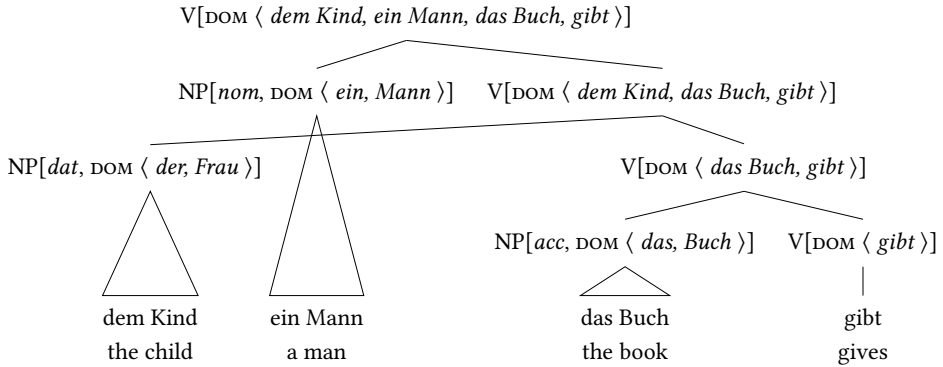 V[DOM ⟨ dem Kind, ein Mann, das Buch, gibt ⟩]
NP[nom, DOM ⟨ ein, Mann ⟩] V[DOM ⟨ dem Kind, das Buch, gibt ⟩]
NP[dat, DOM ⟨ der, Frau ⟩] V[DOM ⟨ das Buch, gibt ⟩]
NP[acc, DOM ⟨ das, Buch ⟩] V[DOM ⟨ gibt ⟩]
dem Kind ein Mann das Buch gibt
the child a man the book gives